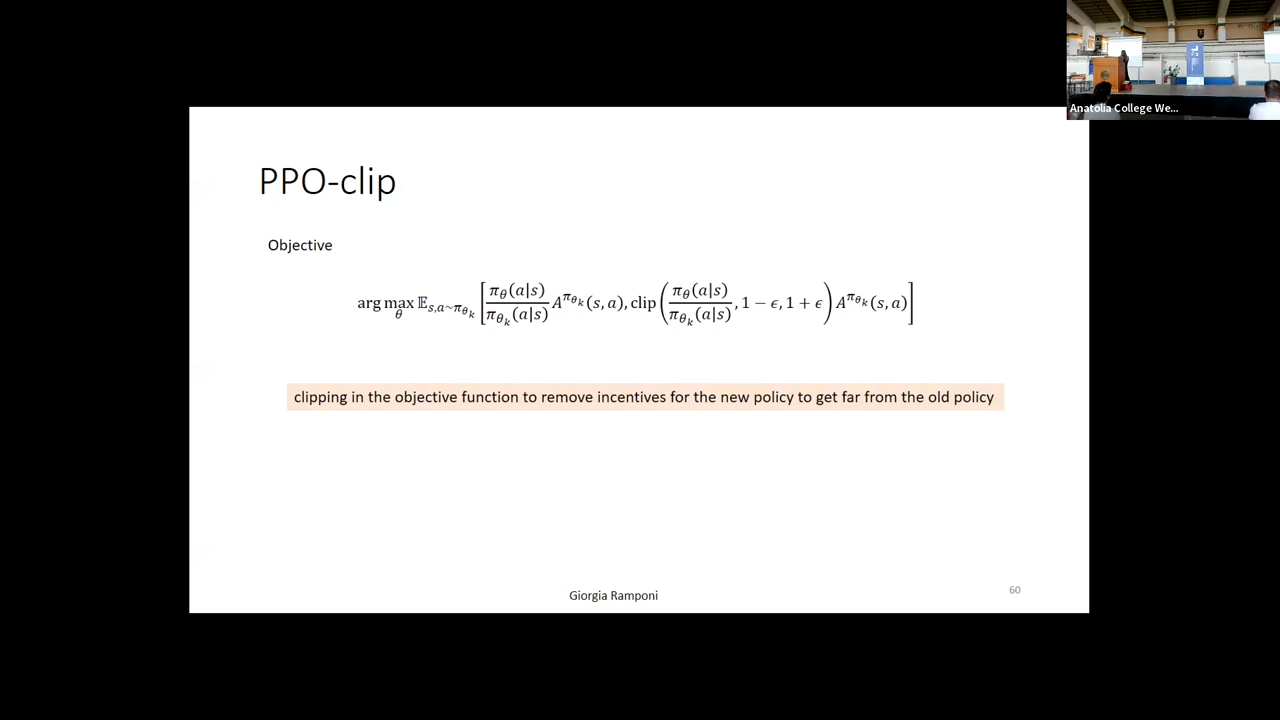 Anatolia College We...
PPO-clip
Objective
arg max_θ 𝔼_{s,a~π_{θ_k}} [ π_θ(a|s) / π_{θ_k}(a|s) A^{π_{θ_k}}(s, a), clip ( π_θ(a|s) / π_{θ_k}(a|s) , 1 − ϵ, 1 + ϵ ) A^{π_{θ_k}}(s, a) ]
clipping in the objective function to remove incentives for the new policy to get far from the old policy
Giorgia Ramponi
60